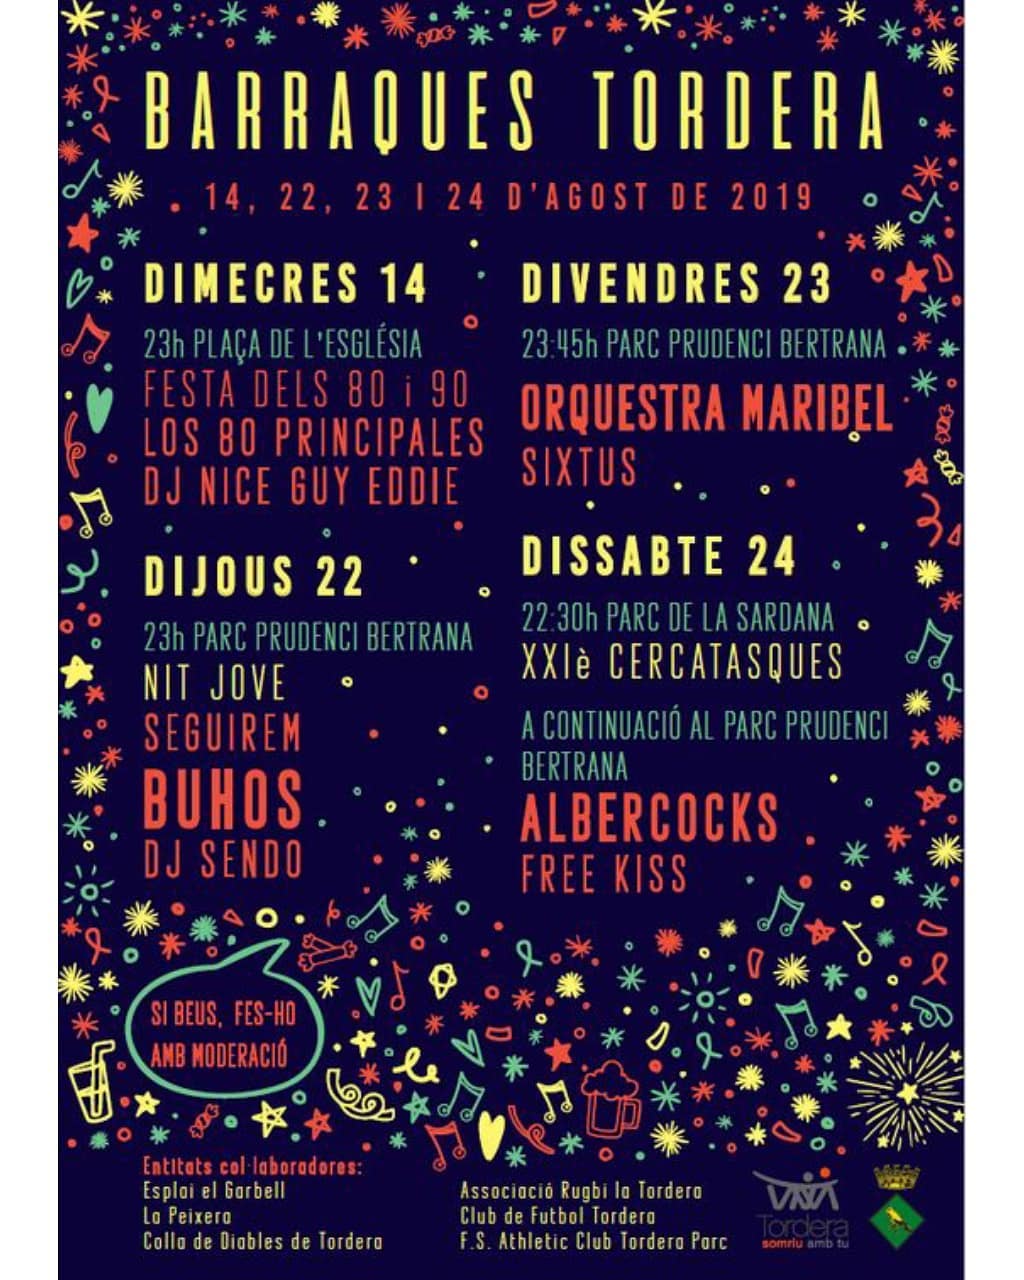 BARRAQUES TORDERA
14, 22, 23 I 24 D'AGOST DE 2019
DIMECRES 14
23h PLAÇA DE L'ESGLÉSIA
FESTA DELS 80 i 90
LOS 80 PRINCIPALES
DJ NICE GUY EDDIE
DIJOUS 22
23h PARC PRUDENCI BERTRANA
NIT JOVE
SEGUIREM
BUHOS
DJ SENDO
DIVENDRES 23
23:45h PARC PRUDENCI BERTRANA
ORQUESTRA MARIBEL
SIXTUS
DISSABTE 24
22:30h PARC DE LA SARDANA
XXIè CERCATASQUES
A CONTINUACIÓ AL PARC PRUDENCI
BERTRANA
ALBERCOCKS
FREE KISS
SI BEUS, FES-HO
AMB MODERACIÓ
Entitats col·laboradores:
Esplai el Garbell
La Peixera
Colla de Diables de Tordera
Associació Rugbi la Tordera
Club de Futbol Tordera
F.S. Athletic Club Tordera Parc
Tordera
somriu amb tu